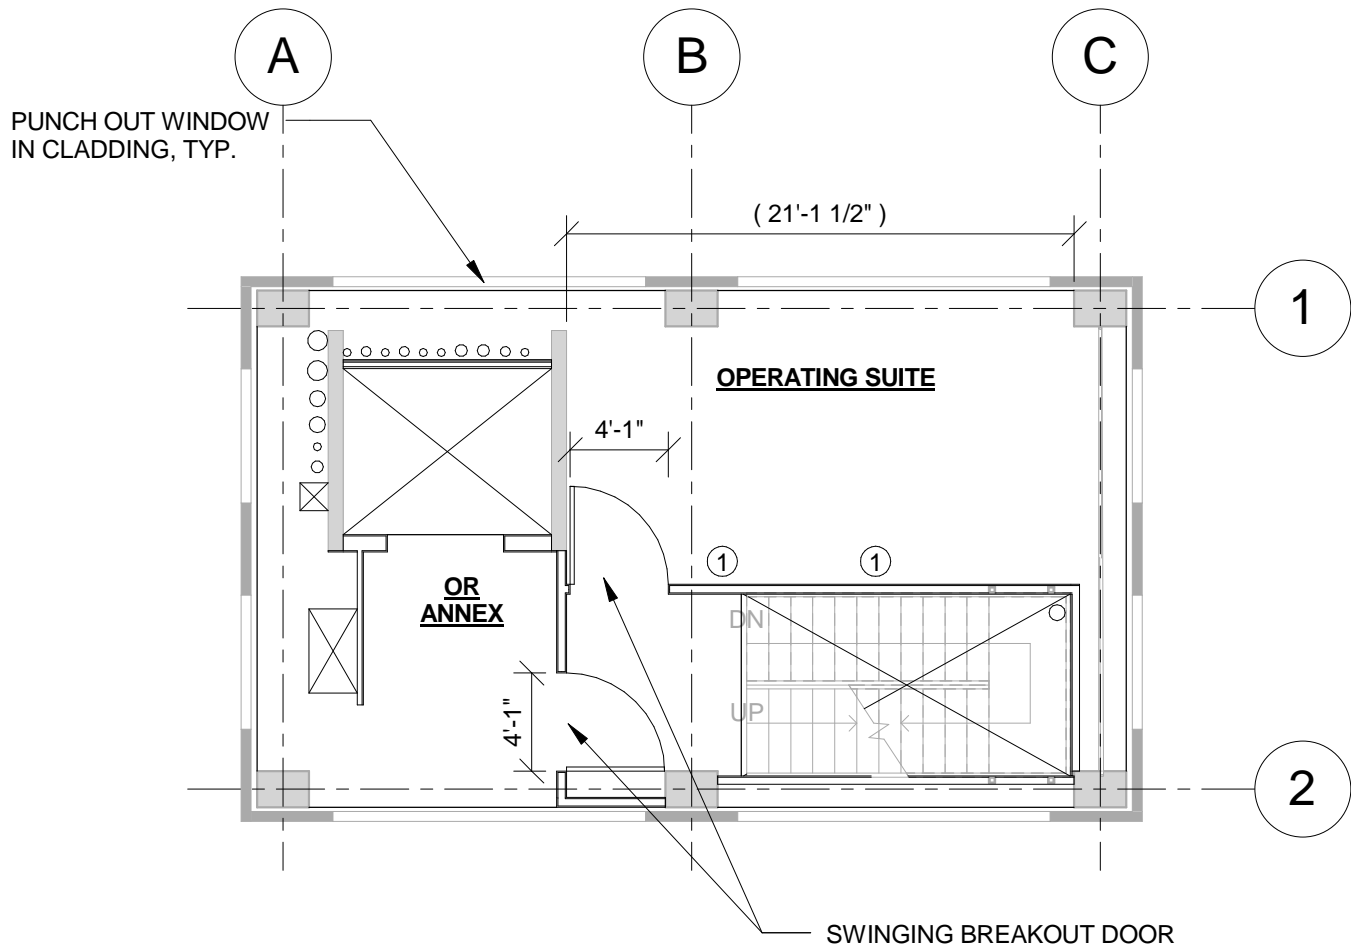 A
B
C
PUNCH OUT WINDOW
IN CLADDING, TYP.
( 21'-1 1/2" )
1
OPERATING SUITE
4'-1"
1
1
OR
ANNEX
DN
UP
4'-1"
2
SWINGING BREAKOUT DOOR